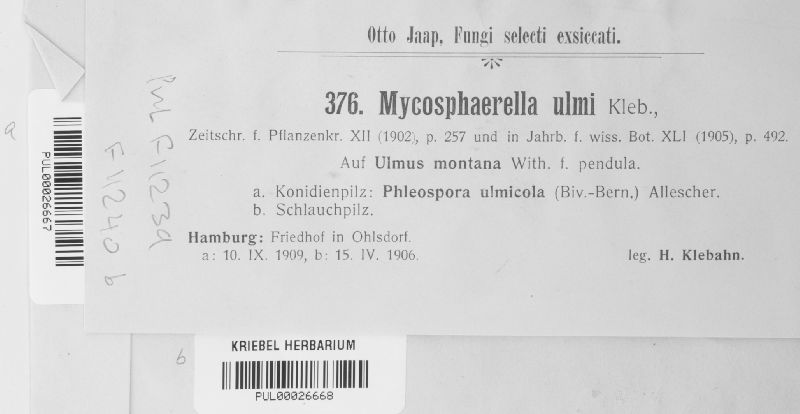 Otto Jaap, Fungi selecti exsiccati.
376. Mycosphaerella ulmi Kleb.,
Zeitschr. f. Pflanzenkr. XII (1902), p. 257 und in Jahrb. f. wiss. Bot. XLI (1905), p. 492.
Auf Ulmus montana With. f. pendula.
a. Konidienpilz: Phleospora ulmicola (Biv.-Bern.) Allescher.
b. Schlauchpilz.
Hamburg: Friedhof in Ohlsdorf.
a: 10. IX. 1909, b: 15. IV. 1906.
leg. H. Klebahn.
PUL F11239
F11240 b
a
PUL00026667
b
KRIEBEL HERBARIUM
PUL00026668